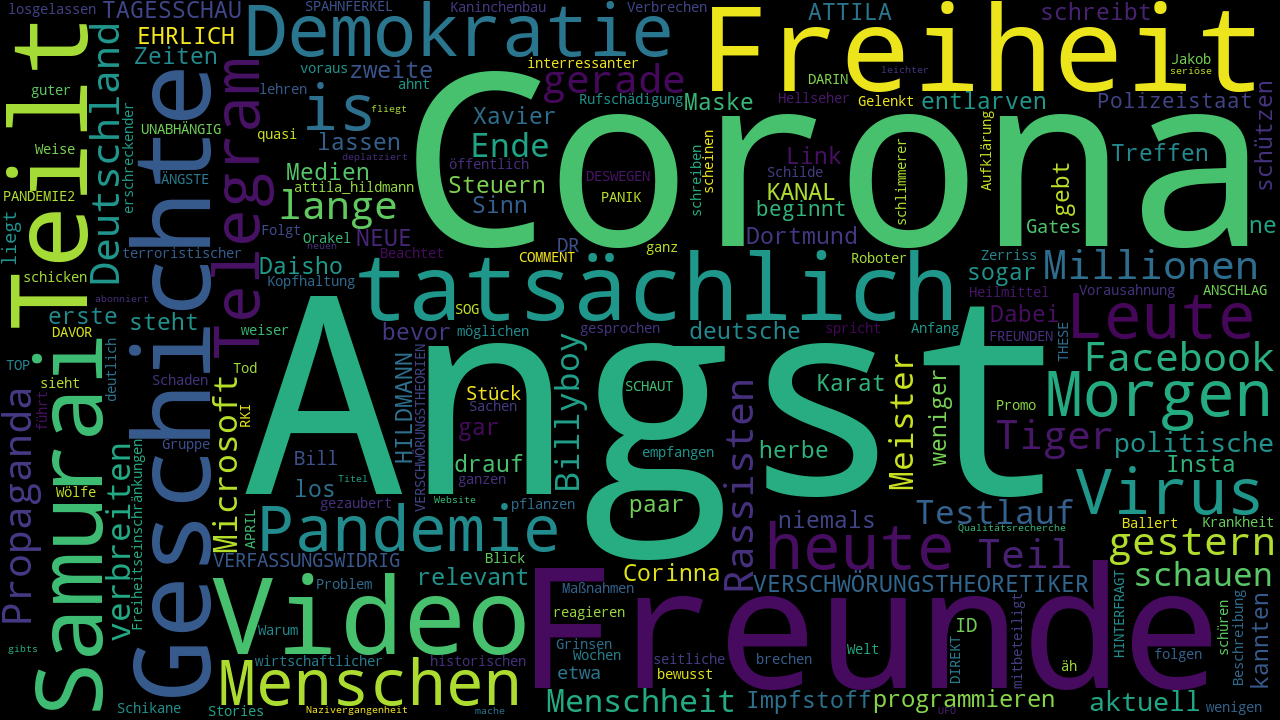 losgelassen
TAGESSCHAU
SPAHNFERKEL
Kaninchenbau
Verbrechen
ATTILA
schreibt
EHRLICH
Demokratie
Freiheit
Zeiten
voraus
zweite
interressanter
gerade
DARIN
leichter
Jakob
seriöse
Teilt
Deutschland
Geschichte
Telegram
guter
lehren
ahnt
is
fliegt
Xavier
Rufschädigung
Maske
Hellseher
Gelenkt
entlarven
Polizeistaat
schützen
erschreckender
UNABHÄNGIG
quasi
lassen
Ende
Corona
Link
Treffen
Weise
deplatziert
öffentlich
schreiben
scheinen
schlimmerer
Aufklärung
gebt
ÄNGSTE
Medien
attila_hildmann
Steuern
DESWEGEN
PANIK
Schilde
KANAL
PANDEMIE2
lange
Sinn
beginnt
Gates
ne
liegt
Folgt
Orakel
neuen
NEUE
Beachtet
DR
ganz
Dortmund
terroristischer
Daisho
COMMENT
Roboter
Zerriss
sogar
Millionen
schicken
Kopfhaltung
tatsächlich
Heilmittel
Vorausahnung
ANSCHLAG
abonniert
erste
steht
SOG
Dabei
Leute
DAVOR
weiser
bevor
möglichen
gesprochen
deutsche
spricht
Anfang
FREUNDEN
THESE
Samurai
deutlich
TOP
Angst
Facebook
sieht
Schaden
Tod
HILDMANN
VERSCHWÖRUNGSTHEORIEN
Billyboy
Stück
Sachen
SCHAUT
Karat
Meister
weniger
Morgen
Propaganda
führt
Microsoft
RKI
gar
Rassisten
Promo
Tiger
politische
verbreiten
Freiheitseinschränkungen
Gruppe
Bill
drauf
empfangen
herbe
Insta
Wölfe
Titel
ganzen
los
gezaubert
Website
pflanzen
paar
Virus
APRIL
Pandemie
niemals
Testlauf
Qualitätsrecherche
Ballert
Krankheit
VERFASSUNGSWIDRIG
Blick
heute
Teil
gestern
Video
Problem
relevant
Corinna
VERSCHWÖRUNGSTHEORETIKER
schauen
Maßnahmen
Freunde
HINTERFRAGT
schüren
Beschreibung
kannten
mitbeteiligt
Warum
reagieren
ID
gibts
Grinsen
Wochen
DIREKT
Welt
wirtschaftlicher
historischen
seitliche
brechen
folgen
Menschen
etwa
bewusst
äh
Schikane
Stories
Nazivergangenheit
mache
Menschheit
Impfstoff
programmieren
UFO
aktuell
wenigen